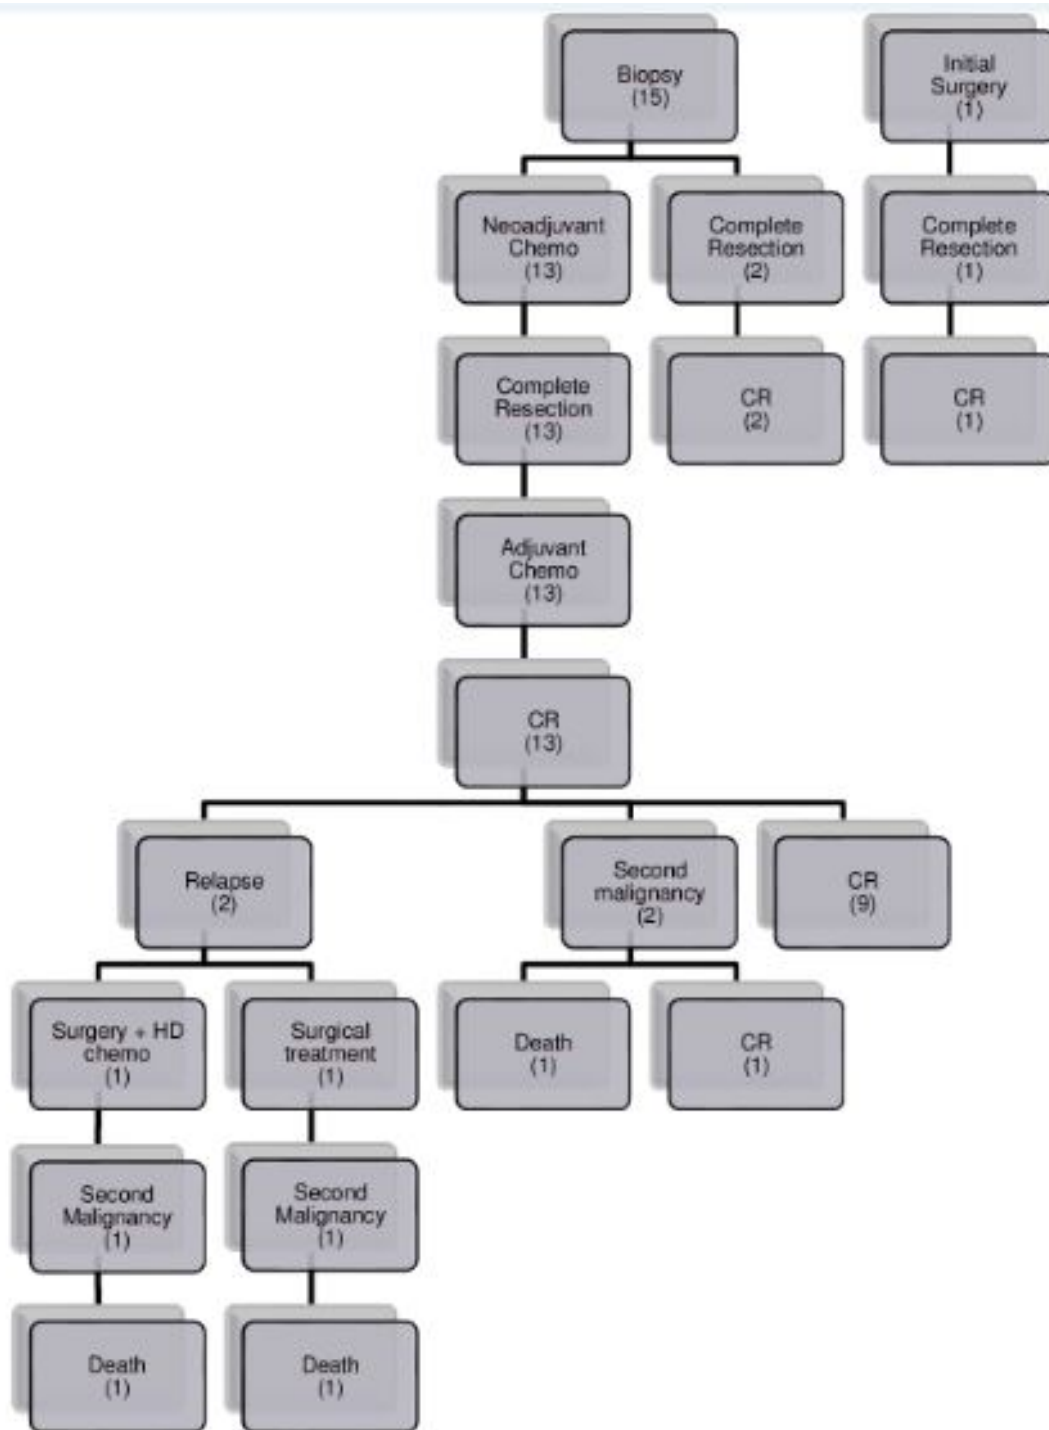 Biopsy
(15)
Initial
Surgery
(1)
Neoadjuvant
Chemo
(13)
Complete
Resection
(2)
Complete
Resection
(1)
Complete
Resection
(13)
CR
(2)
CR
(1)
Adjuvant
Chemo
(13)
CR
(13)
Relapse
(2)
Second
malignancy
(2)
CR
(9)
Surgery + HD
chemo
(1)
Surgical
treatment
(1)
Death
(1)
CR
(1)
Second
Malignancy
(1)
Second
Malignancy
(1)
Death
(1)
Death
(1)